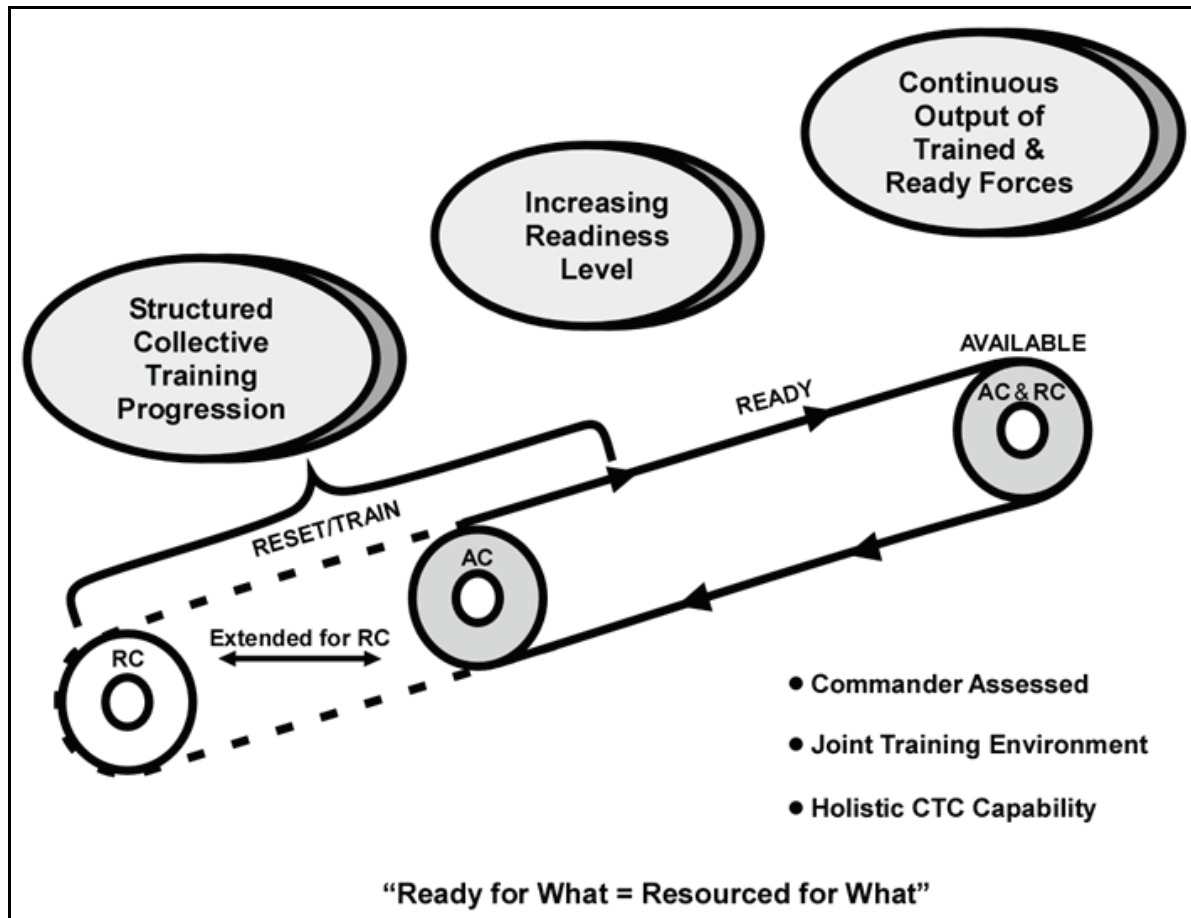 Continuous
Output of
Trained &
Ready Forces
Increasing
Readiness
Level
Structured
Collective
Training
Progression
AVAILABLE
AC & RC
READY
RESET/TRAIN
AC
Extended for RC
RC
● Commander Assessed
● Joint Training Environment
● Holistic CTC Capability
“Ready for What = Resourced for What”